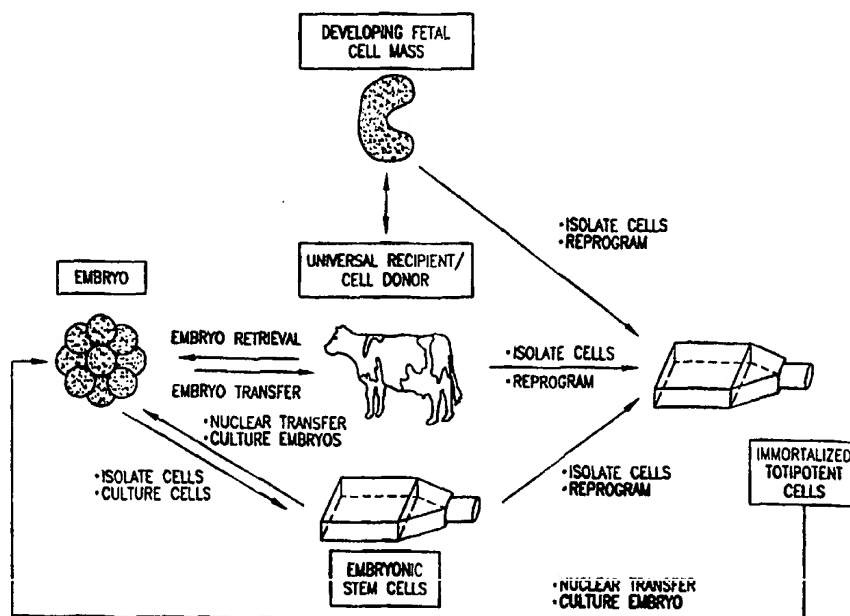 DEVELOPING FETAL
CELL MASS
•ISOLATE CELLS
•REPROGRAM
UNIVERSAL RECIPIENT/
CELL DONOR
EMBRYO
EMBRYO RETRIEVAL
EMBRYO TRANSFER
•ISOLATE CELLS
•REPROGRAM
•NUCLEAR TRANSFER
•CULTURE EMBRYOS
•ISOLATE CELLS
•CULTURE CELLS
•ISOLATE CELLS
•REPROGRAM
IMMORTALIZED
TOTIPOTENT
CELLS
EMBRYONIC
STEM CELLS
•NUCLEAR TRANSFER
•CULTURE EMBRYO